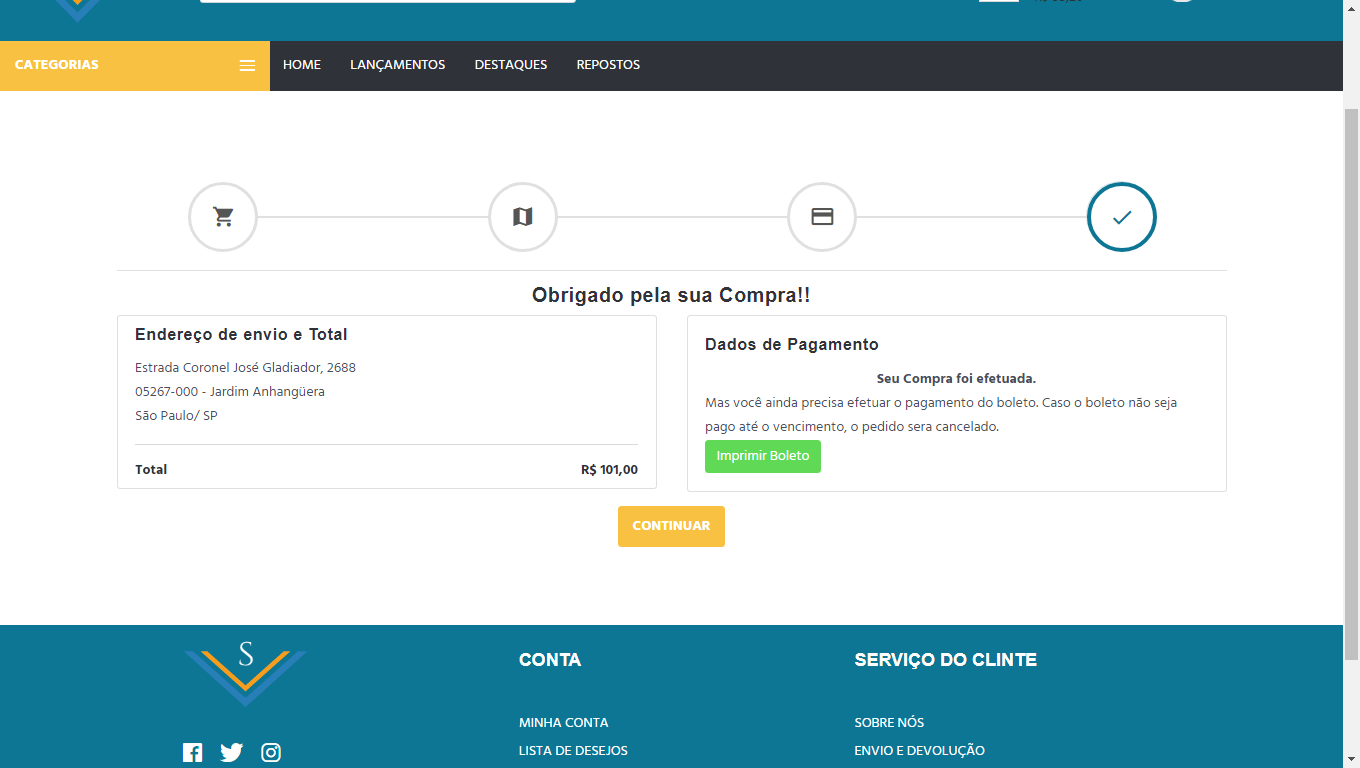 CATEGORIAS
HOME LANÇAMENTOS DESTAQUES REPOSTOS
Obrigado pela sua Compra!!
Endereço de envio e Total
Estrada Coronel José Gladiador, 2688
05267-000 - Jardim Anhangüera
São Paulo/ SP
Total R$ 101,00
Dados de Pagamento
Seu Compra foi efetuada.
Mas você ainda precisa efetuar o pagamento do boleto. Caso o boleto não seja
pago até o vencimento, o pedido sera cancelado.
Imprimir Boleto
CONTINUAR
S
CONTA
MINHA CONTA
LISTA DE DESEJOS
SERVIÇO DO CLINTE
SOBRE NÓS
ENVIO E DEVOLUÇÃO